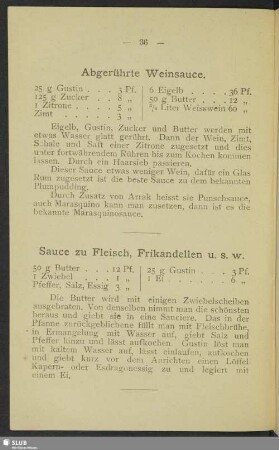 — 36 —
Abgerührte Weinsauce.
25 g Gustin . . . 3 Pf.
125 g Zucker . . 8 „
1 Zitrone . . . . 5 „
Zimt . . . . . 3 „
6 Eigelb . . . . 36 Pf.
50 g Butter . . . 12 „
Liter Weisswein 60 „
Eigelb, Gustin, Zucker und Butter werden mit
etwas Wasser glatt gerührt. Dann der Wein, Zimt,
Schale und Saft einer Zitrone zugesetzt und dies
unter fortwährendem Rühren bis zum Kochen kommen
lassen. Durch ein Haarsieb passieren.
Dieser Sauce etwas weniger Wein, dafür ein Glas
Rum zugesetzt ist die beste Sauce zu dem bekannten
Plumpudding.
Durch Zusatz von Arrak heisst sie Punschsauce,
auch Marasquino kann man zusetzen, dann ist es die
bekannte Marasquinosauce.
Sauce zu Fleisch, Frikandellen u. s. w.
50 g Butter . . . 12 Pf.
1 Zwiebel . . . 1 „
Pfeffer, Salz, Essig 3 „
25 g Gustin . . . 3 Pf.
1 Ei . . . . . 6 „
Die Butter wird mit einigen Zwiebelscheiben
ausgebraten. Von denselben nimmt man die schönsten
heraus und giebt sie in eine Sanciere. Das in der
Pfanne zurückgebliebene füllt man mit Fleischbrühe,
in Ermangelung mit Wasser auf, giebt Salz und
Pfeffer hinein und lässt aufkochen. Gustin löst man
mit kaltem Wasser auf, lässt einlaufen, aufkochen
und giebt kurz vor dem Anrichten einen Löffel
Kapern- oder Esdragonessig zu und legiert mit
einem Ei.
SLUB